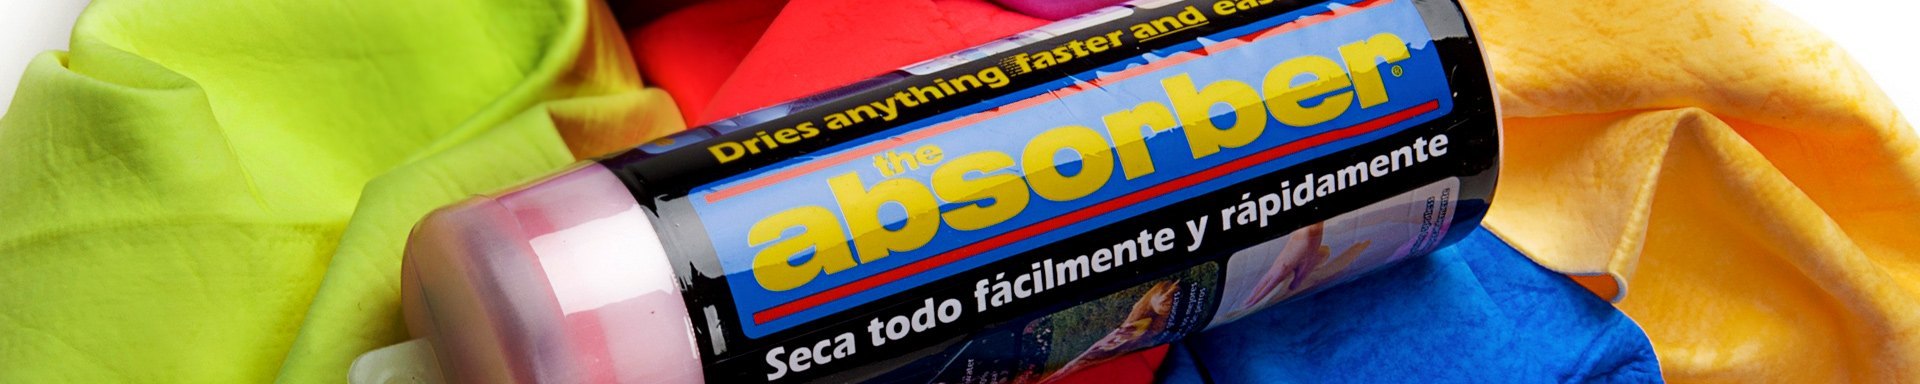 Dries anything faster and eas
the
absorber®
Seca todo fácilmente y rápidamente